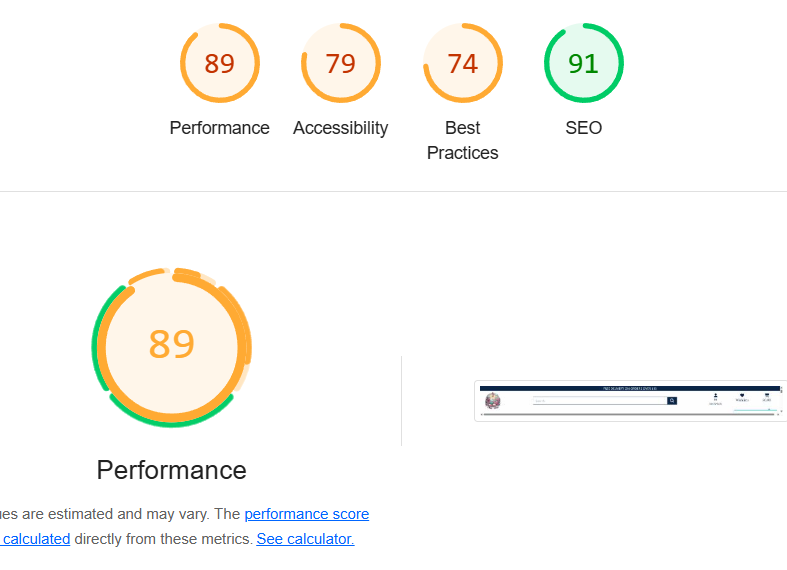 89
79
74
91
Performance
Accessibility
Best
Practices
SEO
89
Performance
ues are estimated and may vary. The performance score
calculated directly from these metrics. See calculator.